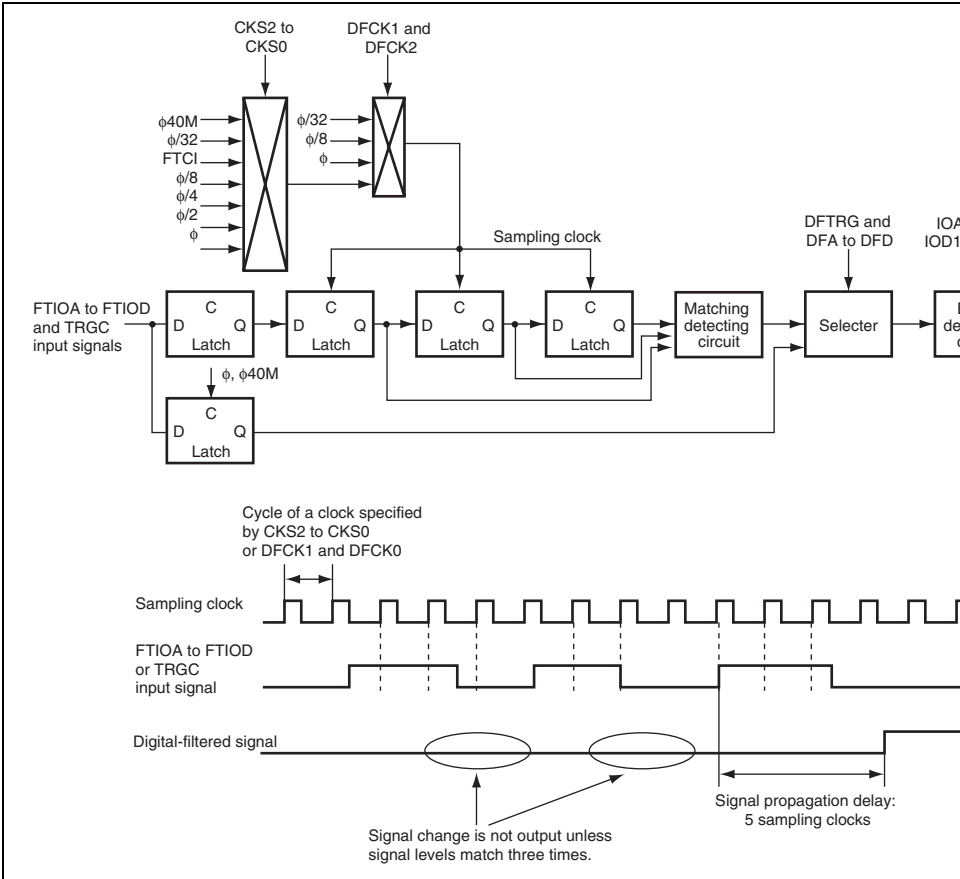 CKS2 to
CKS0
DFCK1 and
DFCK2
ϕ40M
ϕ/32
FTCI
ϕ/8
ϕ/4
ϕ/2
ϕ
ϕ/32
ϕ/8
ϕ
Sampling clock
DFTRG and
DFA to DFD
IOA
IOD1
FTIOA to FTIOD
and TRGC
input signals
C
D Q
Latch
C
D Q
Latch
C
D Q
Latch
C
D Q
Latch
Matching
detecting
circuit
Selecter
ϕ, ϕ40M
C
D Q
Latch
Cycle of a clock specified
by CKS2 to CKS0
or DFCK1 and DFCK0
Sampling clock
FTIOA to FTIOD
or TRGC
input signal
Digital-filtered signal
Signal propagation delay:
5 sampling clocks
Signal change is not output unless
signal levels match three times.